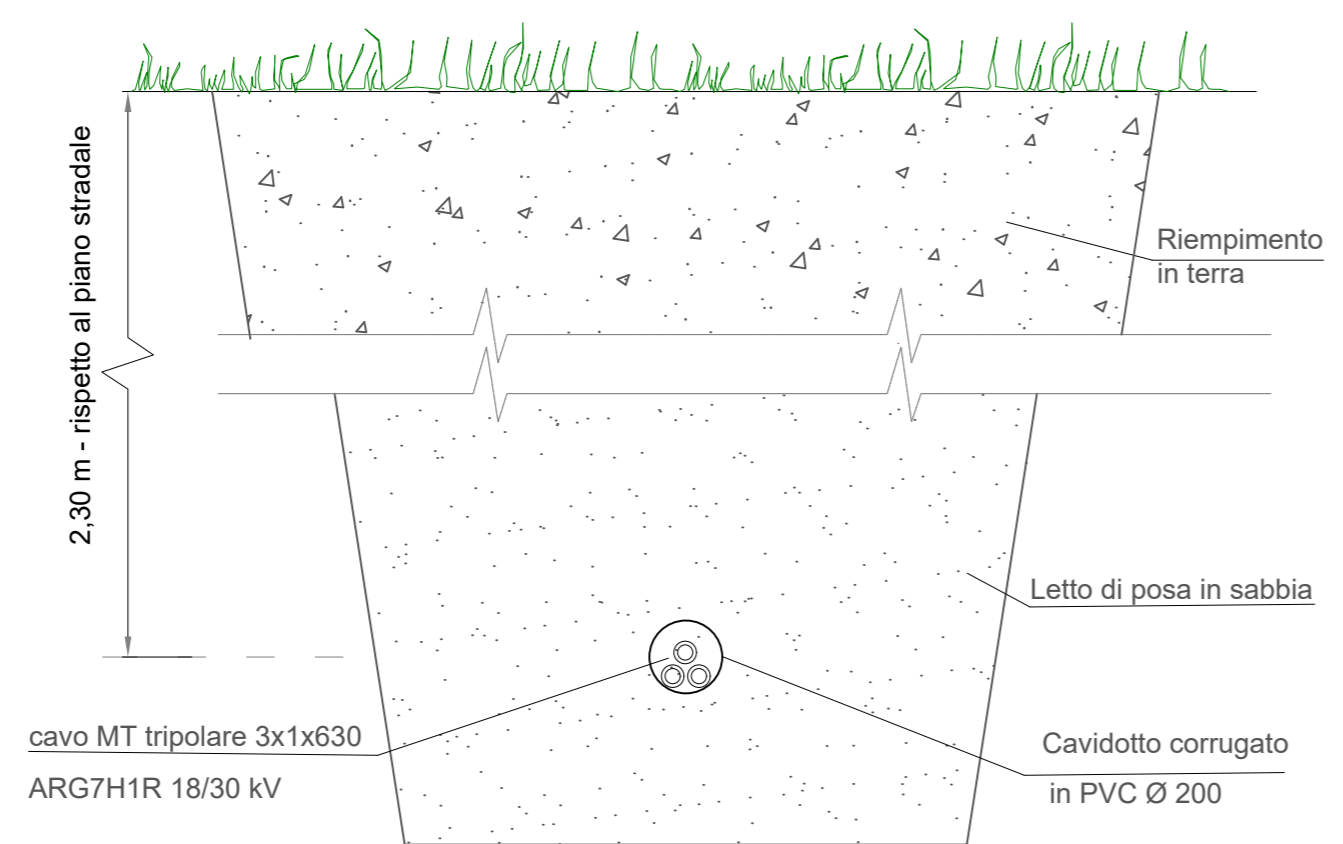 2,30 m - rispetto al piano stradale
Riempimento
in terra
Letto di posa in sabbia
cavo MT tripolare 3x1x630
ARG7H1R 18/30 kV
Cavidotto corrugato
in PVC Ø 200